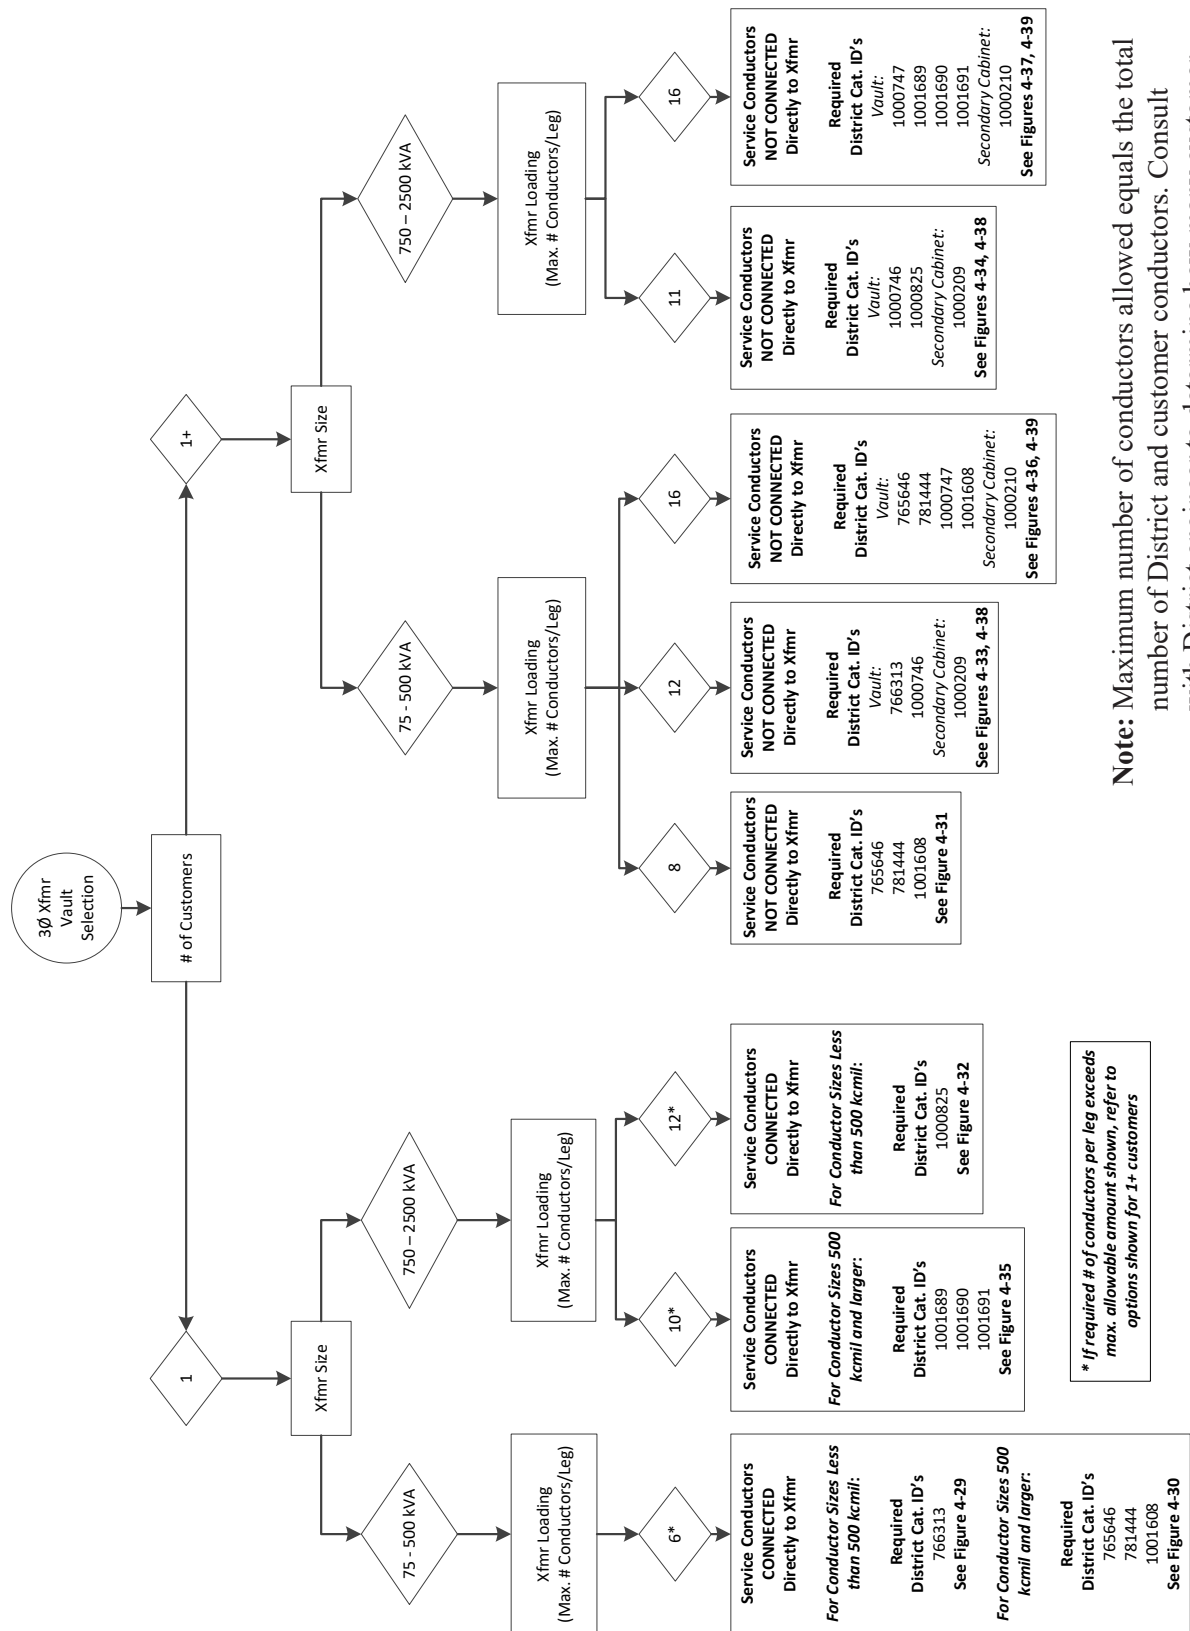 3Ø Xfmr
Vault
Selection
# of Customers
1
1+
Xfmr Size
Xfmr Size
75 - 500 kVA
750 – 2500 kVA
75 - 500 kVA
750 – 2500 kVA
Xfmr Loading
(Max. # Conductors/Leg)
Xfmr Loading
(Max. # Conductors/Leg)
Xfmr Loading
(Max. # Conductors/Leg)
Xfmr Loading
(Max. # Conductors/Leg)
6*
10*
12*
8
12
16
11
16
Service Conductors
CONNECTED
Directly to Xfmr
For Conductor Sizes Less
than 500 kcmil:
Required
District Cat. ID's
766313
See Figure 4-29
For Conductor Sizes 500
kcmil and larger:
Required
District Cat. ID's
765646
781444
1001608
See Figure 4-30
Service Conductors
CONNECTED
Directly to Xfmr
For Conductor Sizes 500
kcmil and larger:
Required
District Cat. ID's
1001689
1001690
1001691
See Figure 4-35
Service Conductors
CONNECTED
Directly to Xfmr
For Conductor Sizes Less
than 500 kcmil:
Required
District Cat. ID's
1000825
See Figure 4-32
Service Conductors
NOT CONNECTED
Directly to Xfmr
Required
District Cat. ID's
765646
781444
1001608
See Figure 4-31
Service Conductors
NOT CONNECTED
Directly to Xfmr
Required
District Cat. ID's
Vault:
766313
1000746
Secondary Cabinet:
1000209
See Figures 4-33, 4-38
Service Conductors
NOT CONNECTED
Directly to Xfmr
Required
District Cat. ID's
Vault:
765646
781444
1000747
1001608
Secondary Cabinet:
1000210
See Figures 4-36, 4-39
Service Conductors
NOT CONNECTED
Directly to Xfmr
Required
District Cat. ID's
Vault:
1000746
1000825
Secondary Cabinet:
1000209
See Figures 4-34, 4-38
Service Conductors
NOT CONNECTED
Directly to Xfmr
Required
District Cat. ID's
Vault:
1000747
1001689
1001690
1001691
Secondary Cabinet:
1000210
See Figures 4-37, 4-39
* If required # of conductors per leg exceeds
max. allowable amount shown, refer to
options shown for 1+ customers
Note: Maximum number of conductors allowed equals the total
number of District and customer conductors. Consult
with District engineer to determine how many customer